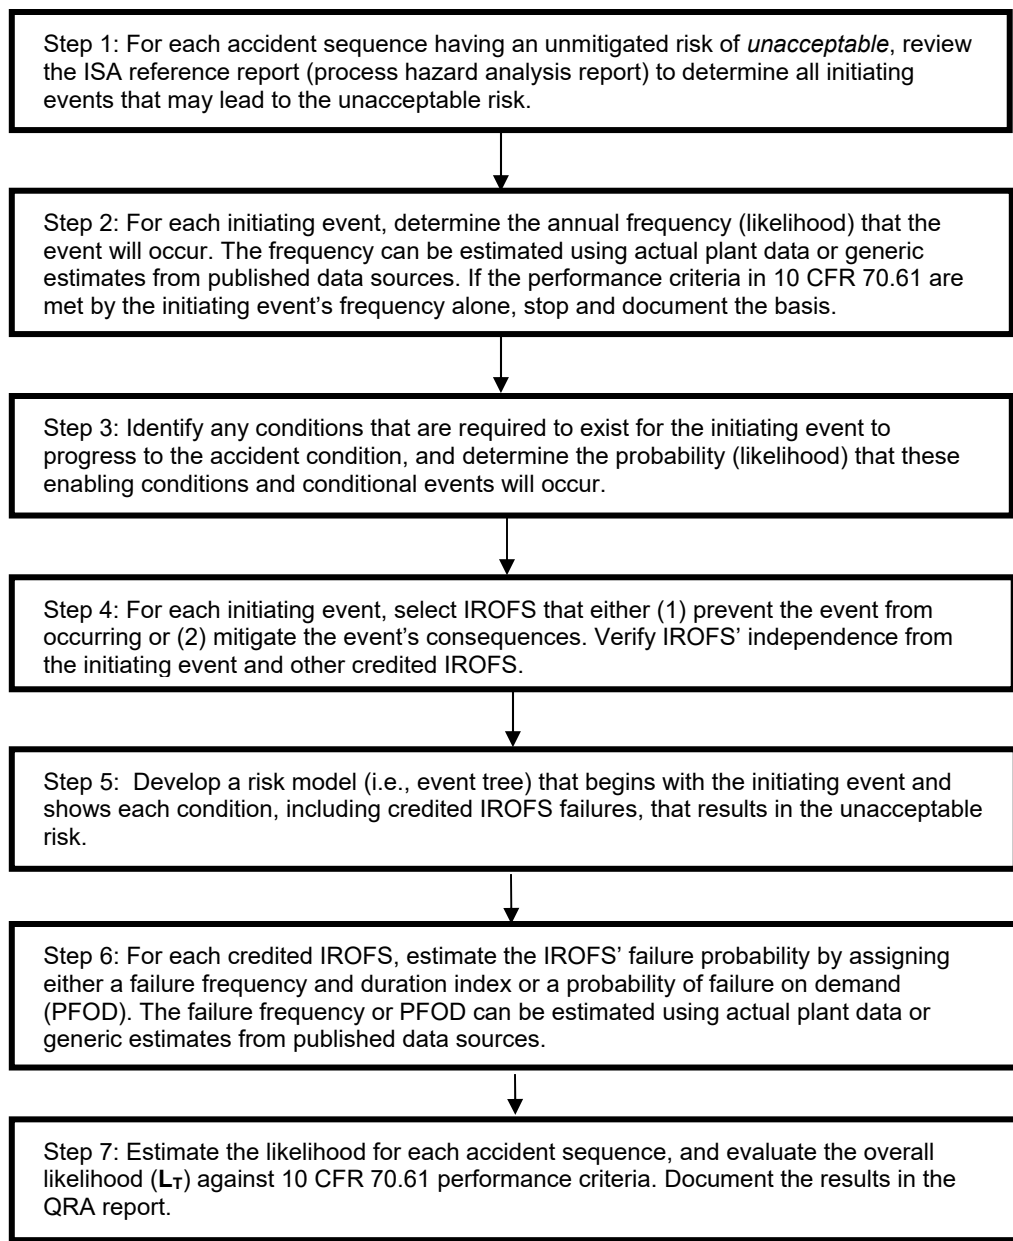 Step 1: For each accident sequence having an unmitigated risk of unacceptable, review
the ISA reference report (process hazard analysis report) to determine all initiating
events that may lead to the unacceptable risk.
Step 2: For each initiating event, determine the annual frequency (likelihood) that the
event will occur. The frequency can be estimated using actual plant data or generic
estimates from published data sources. If the performance criteria in 10 CFR 70.61 are
met by the initiating event’s frequency alone, stop and document the basis.
Step 3: Identify any conditions that are required to exist for the initiating event to
progress to the accident condition, and determine the probability (likelihood) that these
enabling conditions and conditional events will occur.
Step 4: For each initiating event, select IROFS that either (1) prevent the event from
occurring or (2) mitigate the event’s consequences. Verify IROFS’ independence from
the initiating event and other credited IROFS.
Step 5:  Develop a risk model (i.e., event tree) that begins with the initiating event and
shows each condition, including credited IROFS failures, that results in the unacceptable
risk.
Step 6: For each credited IROFS, estimate the IROFS’ failure probability by assigning
either a failure frequency and duration index or a probability of failure on demand
(PFOD). The failure frequency or PFOD can be estimated using actual plant data or
generic estimates from published data sources.
Step 7: Estimate the likelihood for each accident sequence, and evaluate the overall
likelihood (LT) against 10 CFR 70.61 performance criteria. Document the results in the
QRA report.